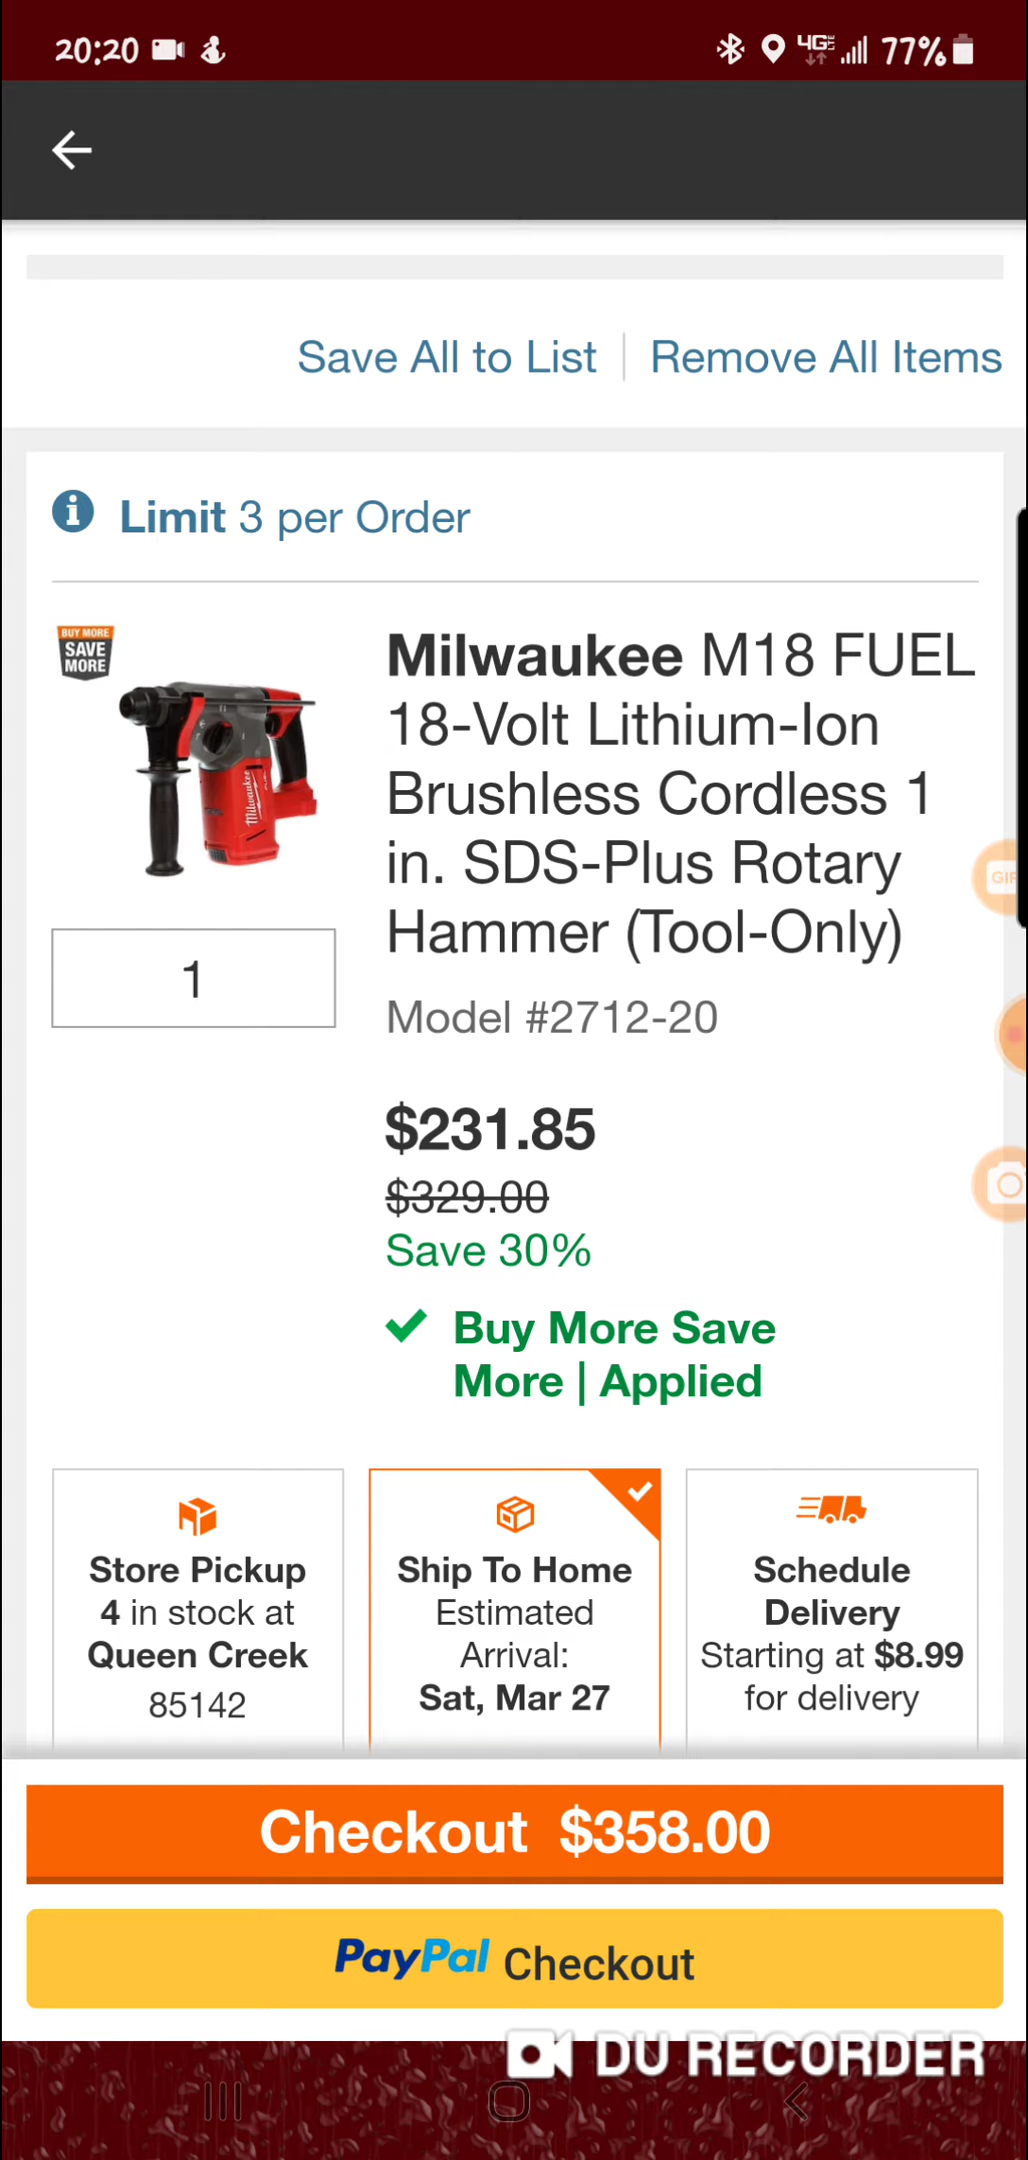 20:20
4G LTE
77%
Save All to List | Remove All Items
Limit 3 per Order
BUY MORE
SAVE
MORE
Milwaukee
Milwaukee M18 FUEL
18-Volt Lithium-Ion
Brushless Cordless 1
in. SDS-Plus Rotary
Hammer (Tool-Only)
1
Model #2712-20
$231.85
$329.00
Save 30%
Buy More Save
More | Applied
Store Pickup
4 in stock at
Queen Creek
85142
Ship To Home
Estimated
Arrival:
Sat, Mar 27
Schedule
Delivery
Starting at $8.99
for delivery
Checkout $358.00
PayPal Checkout
DU RECORDER